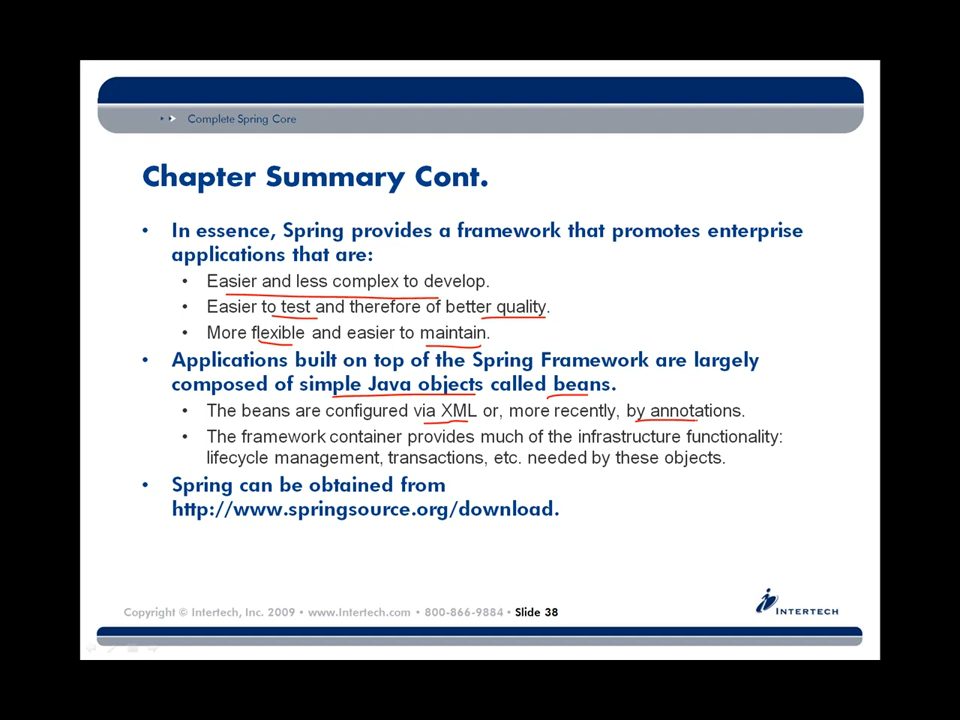 Complete Spring Core
Chapter Summary Cont.
• In essence, Spring provides a framework that promotes enterprise
applications that are:
• Easier and less complex to develop.
• Easier to test and therefore of better quality.
• More flexible and easier to maintain.
• Applications built on top of the Spring Framework are largely
composed of simple Java objects called beans.
• The beans are configured via XML or, more recently, by annotations.
• The framework container provides much of the infrastructure functionality:
lifecycle management, transactions, etc. needed by these objects.
• Spring can be obtained from
http://www.springsource.org/download.
Copyright © Intertech, Inc. 2009 • www.Intertech.com • 800-866-9884 • Slide 38
INTERTECH